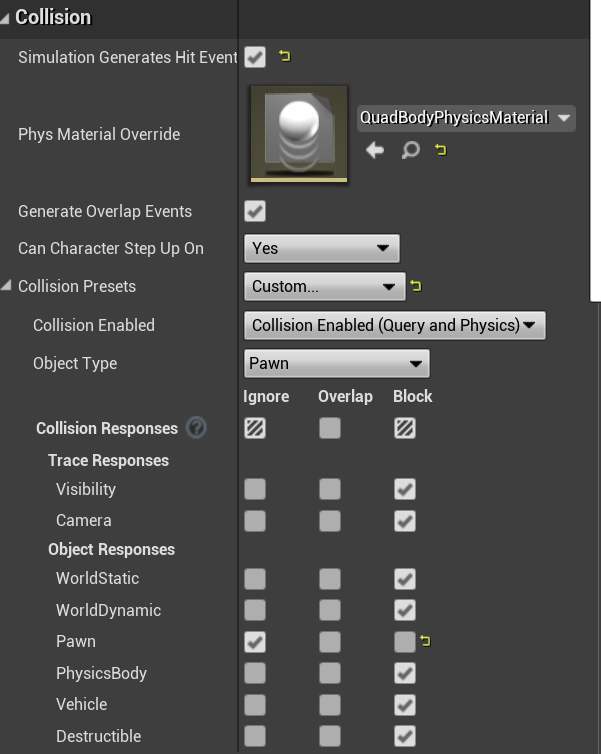 Collision
Simulation Generates Hit Event
Phys Material Override
QuadBodyPhysicsMaterial
Generate Overlap Events
Can Character Step Up On
Yes
Collision Presets
Custom...
Collision Enabled
Collision Enabled (Query and Physics)
Object Type
Pawn
Ignore Overlap Block
Collision Responses ?
Trace Responses
Visibility
Camera
Object Responses
WorldStatic
WorldDynamic
Pawn
PhysicsBody
Vehicle
Destructible